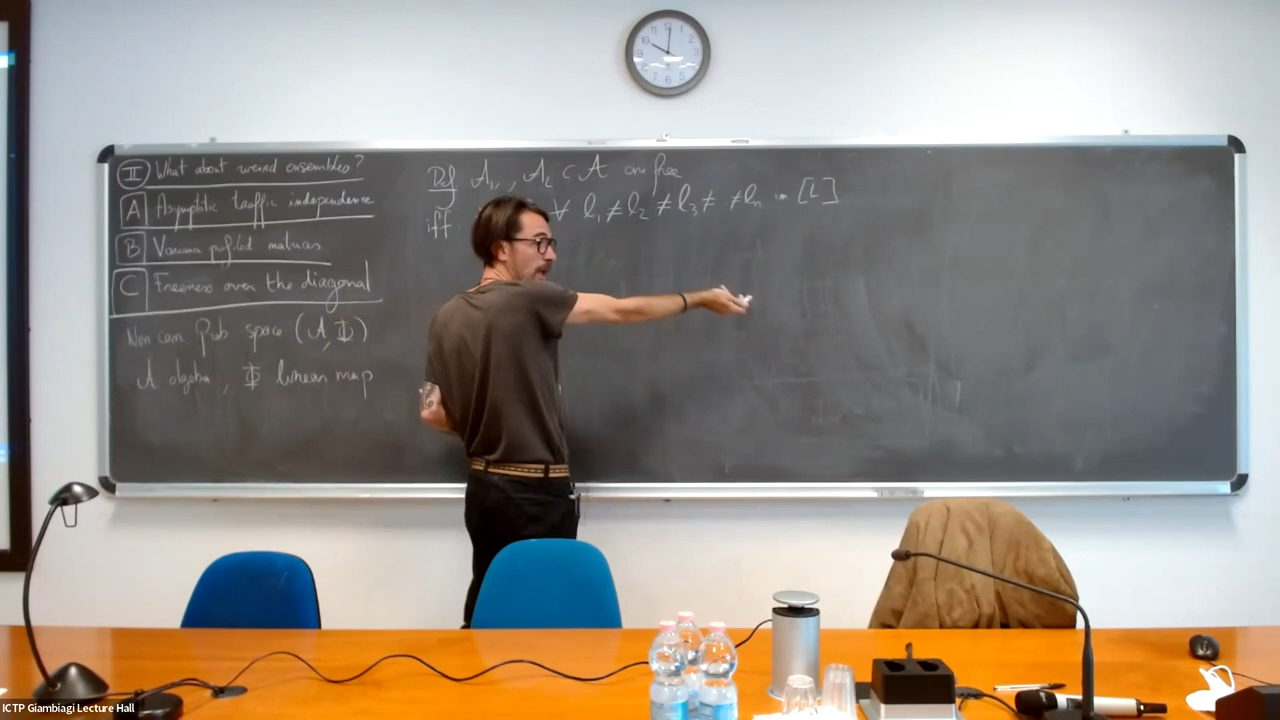 II What about weird ensembles?
A Asymptotic traffic independence
B Variance profiled matrices
C Freeness over the diagonal
Non com Prob space (A, Φ)
A algebra, Φ linear map
Def A₁, , A_L ⊂ A are free
iff ∀ l₁ ≠ l₂ ≠ l₃ ≠ ≠ lₙ in [L]
ICTP Giambiagi Lecture Hall